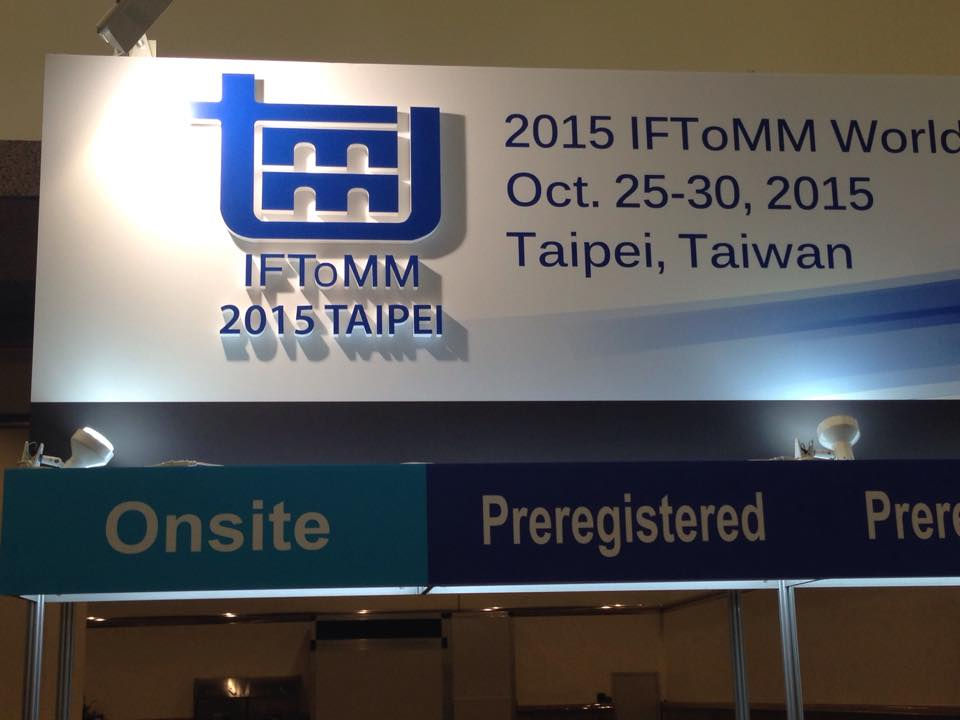 IFToMM
2015 TAIPEI
2015 IFToMM World
Oct. 25-30, 2015
Taipei, Taiwan
Onsite
Preregistered
Prere